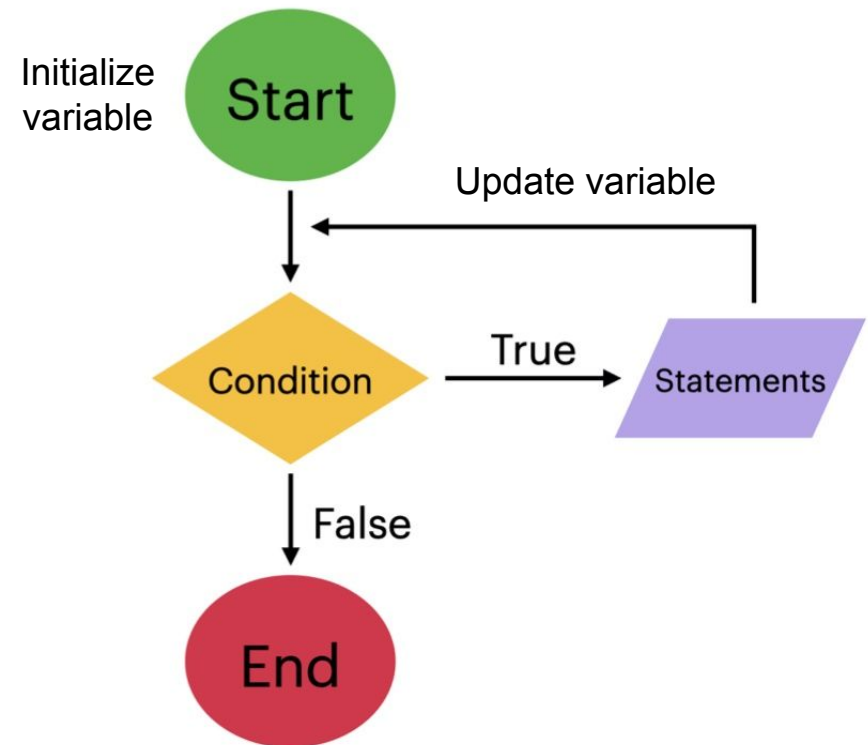 Initialize
variable
Start
Update variable
Condition
True
Statements
False
End